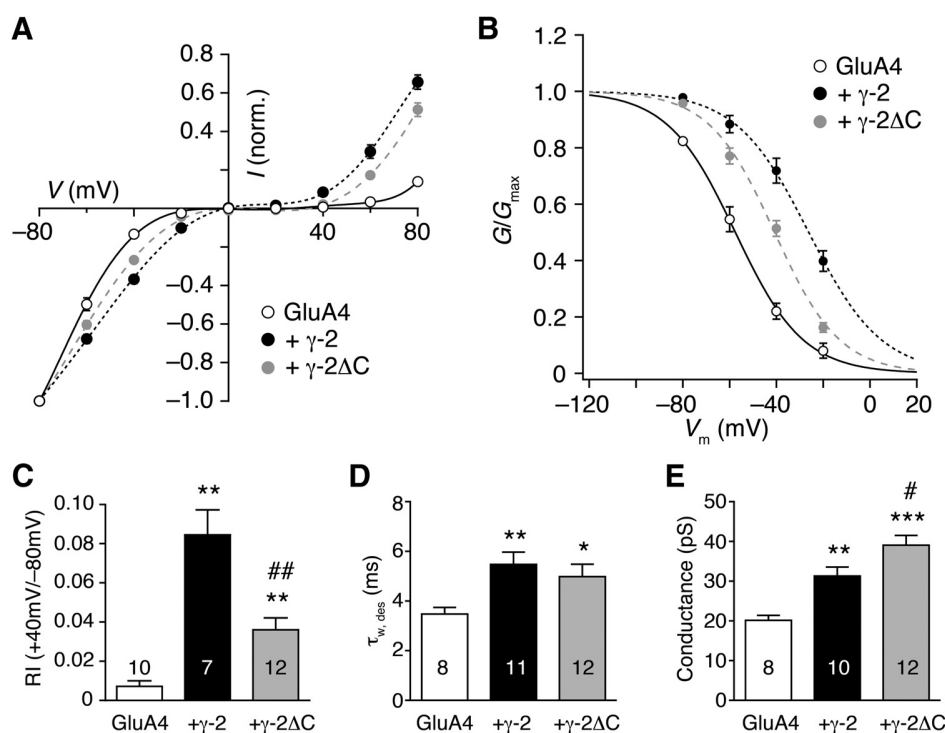 A
0.8
0.6
0.4
V (mV)
I (norm.)
–80
40
80
–0.4
–0.6
–0.8
–1.0
GluA4
+ γ-2
+ γ-2ΔC
B
1.2
1.0
0.8
0.6
0.4
0.2
0
G/Gmax
–120
–80
–40
0
20
Vm (mV)
GluA4
+ γ-2
+ γ-2ΔC
C
RI (+40mV/–80mV)
0.10
0.08
0.06
0.04
0.02
0
**
##
**
10
7
12
GluA4
+γ-2
+γ-2ΔC
D
τw, des
(ms)
8
6
4
2
0
**
*
8
11
12
GluA4
+γ-2
+γ-2ΔC
E
Conductance (pS)
50
40
30
20
10
0
**
#
***
8
10
12
GluA4
+γ-2
+γ-2ΔC